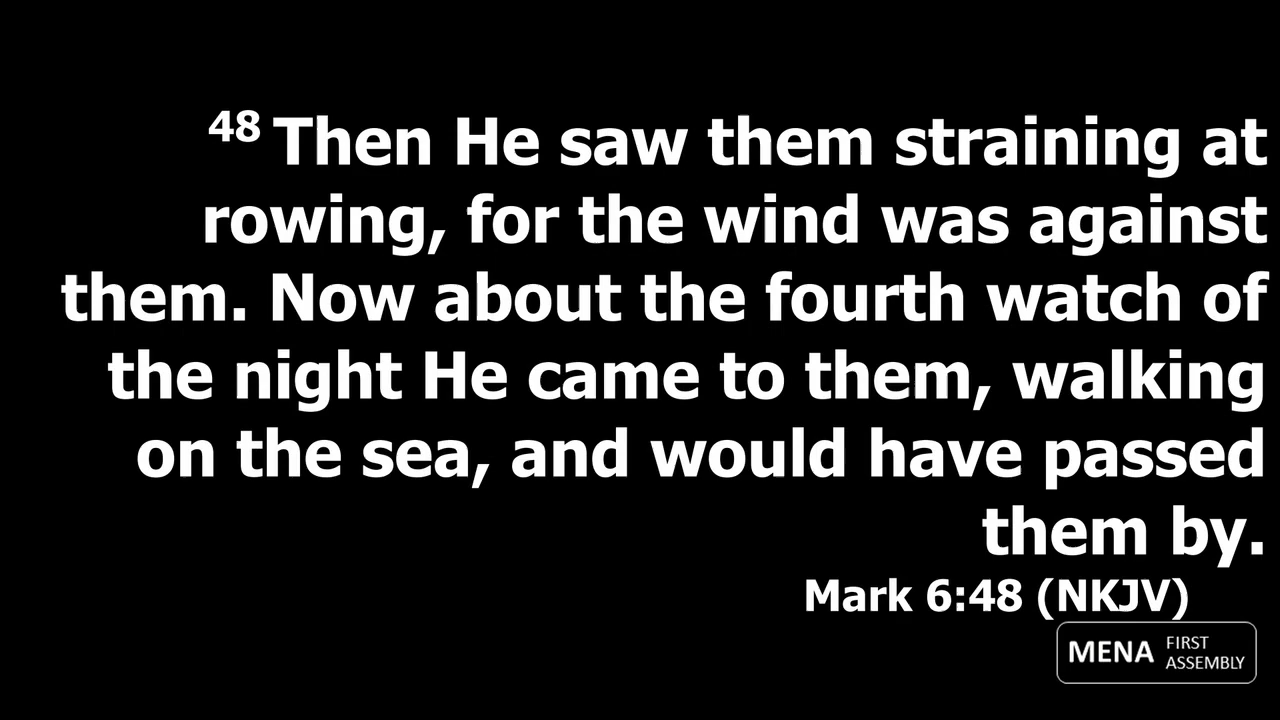 48 Then He saw them straining at
rowing, for the wind was against
them. Now about the fourth watch of
the night He came to them, walking
on the sea, and would have passed
them by.
Mark 6:48 (NKJV)
MENA FIRST
ASSEMBLY